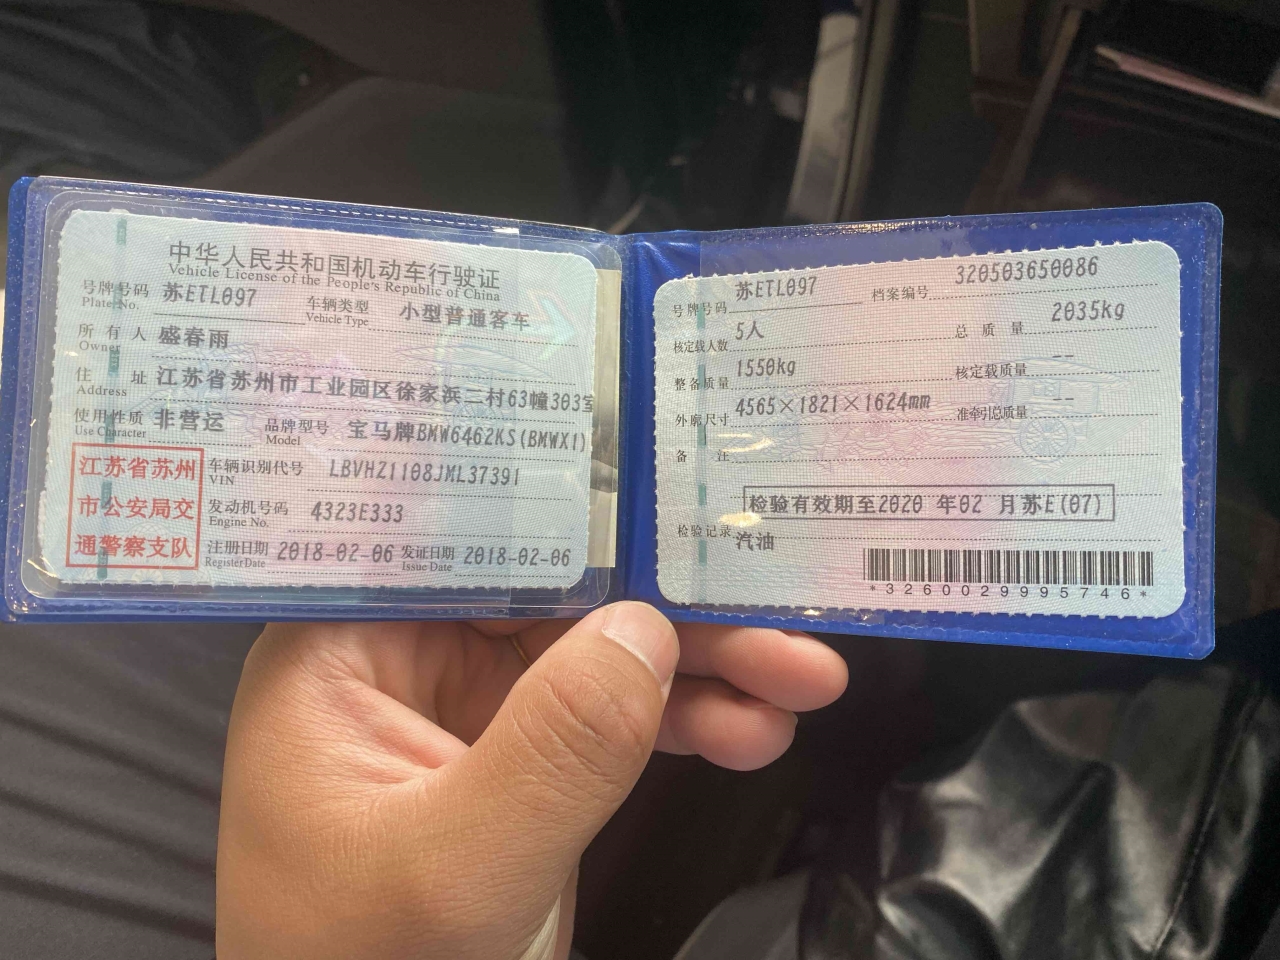 中华人民共和国机动车行驶证
Vehicle License of the People's Republic of China
号牌号码 苏ETL097 车辆类型 小型普通客车
Plate No. Vehicle Type
所有人 盛春雨
Owner
住址 江苏省苏州市工业园区徐家浜二村63幢303室
Address
使用性质 非营运 品牌型号 宝马牌BMW6462KS(BMWX1)
Use Character Model
江苏省苏州
市公安局交
通警察支队
车辆识别代号 LBVHZ1108JML37391
VIN
发动机号码 4323E333
Engine No.
注册日期 2018-02-06 发证日期 2018-02-06
Register Date Issue Date
号牌号码 苏ETL097 档案编号 320503650086
核定载人数 5人 总质量 2035kg
整备质量 1550kg 核定载质量 --
外廓尺寸 4565×1821×1624mm 准牵引总质量 --
备注
检验有效期至2020 年02 月苏E(07)
检验记录 汽油
*3260029995746*